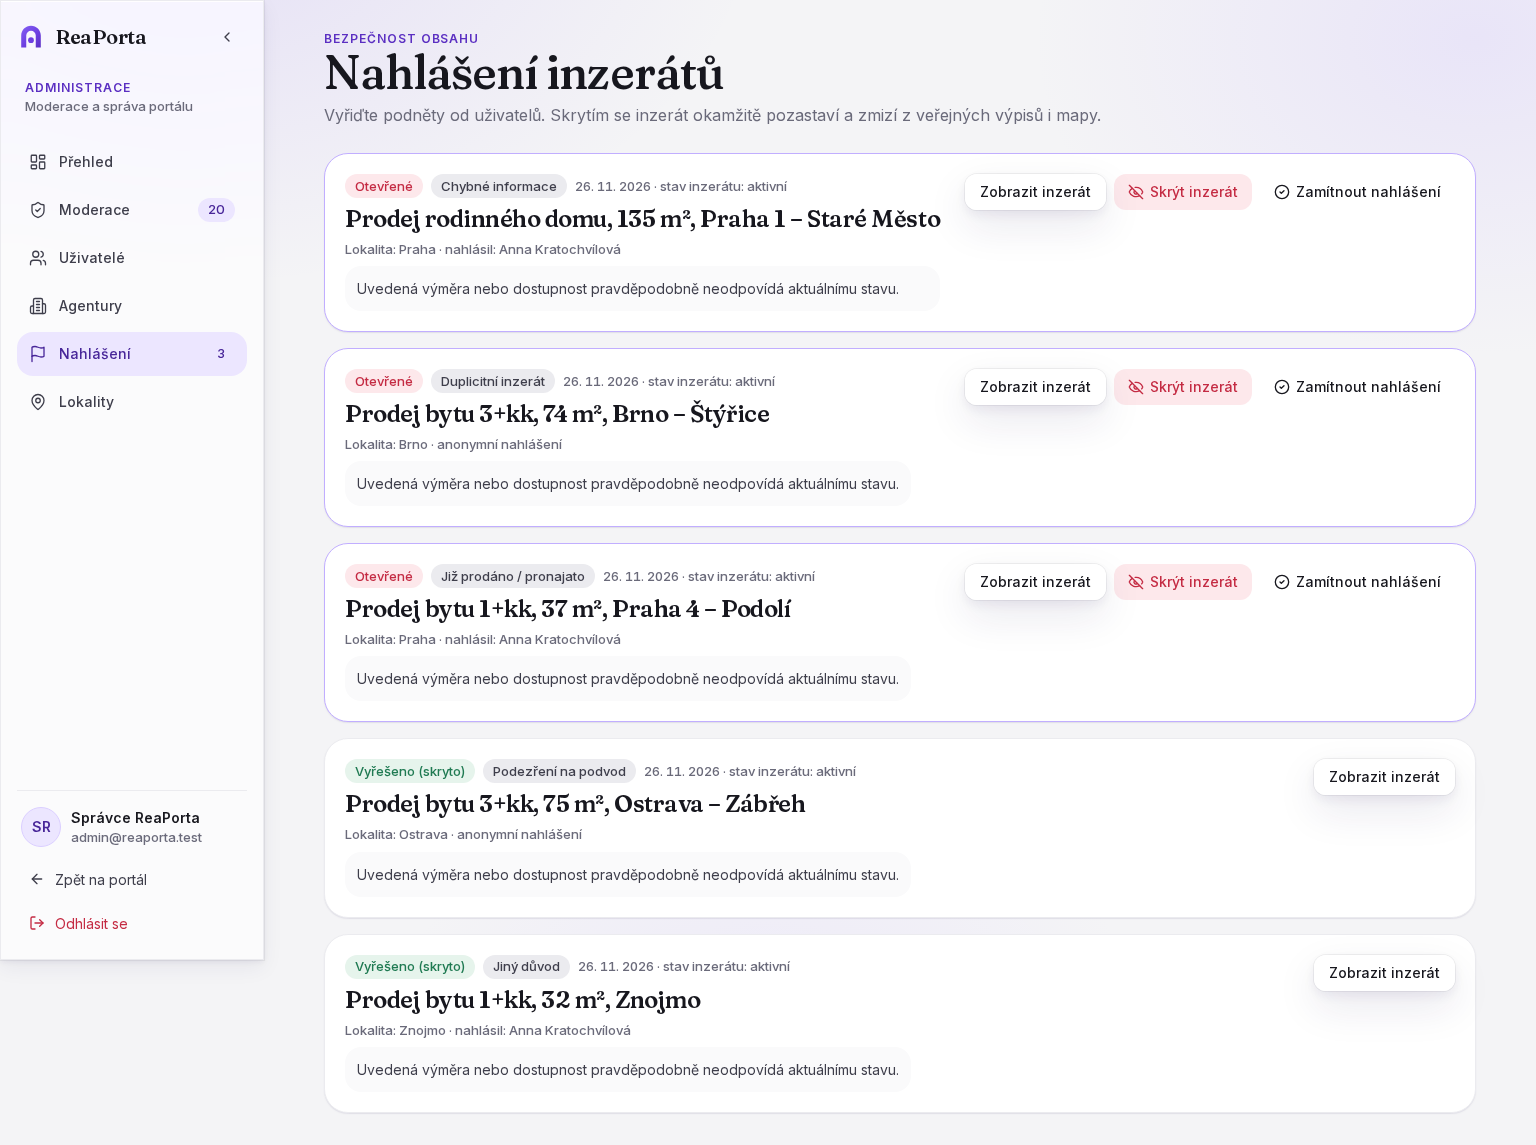 ReaPorta
ADMINISTRACE
Moderace a správa portálu
Přehled
Moderace 20
Uživatelé
Agentury
Nahlášení 3
Lokality
SR
Správce ReaPorta
admin@reaporta.test
Zpět na portál
Odhlásit se
BEZPEČNOST OBSAHU
Nahlášení inzerátů
Vyřiďte podněty od uživatelů. Skrytím se inzerát okamžitě pozastaví a zmizí z veřejných výpisů i mapy.
Otevřené Chybné informace 26. 11. 2026 · stav inzerátu: aktivní
Prodej rodinného domu, 135 m², Praha 1 – Staré Město
Lokalita: Praha · nahlásil: Anna Kratochvílová
Uvedená výměra nebo dostupnost pravděpodobně neodpovídá aktuálnímu stavu.
Zobrazit inzerát Skrýt inzerát Zamítnout nahlášení
Otevřené Duplicitní inzerát 26. 11. 2026 · stav inzerátu: aktivní
Prodej bytu 3+kk, 74 m², Brno – Štýřice
Lokalita: Brno · anonymní nahlášení
Uvedená výměra nebo dostupnost pravděpodobně neodpovídá aktuálnímu stavu.
Zobrazit inzerát Skrýt inzerát Zamítnout nahlášení
Otevřené Již prodáno / pronajato 26. 11. 2026 · stav inzerátu: aktivní
Prodej bytu 1+kk, 37 m², Praha 4 – Podolí
Lokalita: Praha · nahlásil: Anna Kratochvílová
Uvedená výměra nebo dostupnost pravděpodobně neodpovídá aktuálnímu stavu.
Zobrazit inzerát Skrýt inzerát Zamítnout nahlášení
Vyřešeno (skryto) Podezření na podvod 26. 11. 2026 · stav inzerátu: aktivní
Prodej bytu 3+kk, 75 m², Ostrava – Zábřeh
Lokalita: Ostrava · anonymní nahlášení
Uvedená výměra nebo dostupnost pravděpodobně neodpovídá aktuálnímu stavu.
Zobrazit inzerát
Vyřešeno (skryto) Jiný důvod 26. 11. 2026 · stav inzerátu: aktivní
Prodej bytu 1+kk, 32 m², Znojmo
Lokalita: Znojmo · nahlásil: Anna Kratochvílová
Uvedená výměra nebo dostupnost pravděpodobně neodpovídá aktuálnímu stavu.
Zobrazit inzerát